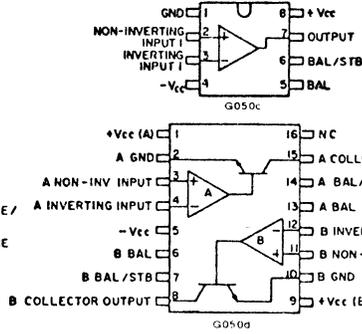 GND 1 8 +Vcc
NON-INVERTING INPUT I 2 + 7 OUTPUT
INVERTING INPUT I 3 - 6 BAL/STB
-Vcc 4 5 BAL
G050c
+Vcc (A) 1 16 NC
A GND 2 15 A COLL
A NON-INV INPUT 3 + A 14 A BAL/
E/ A INVERTING INPUT 4 - 13 A BAL
-Vcc 5 12 B INVE
E B BAL 6 B - + 11 B NON-
B BAL/STB 7 10 B GND
B COLLECTOR OUTPUT 8 9 +Vcc (B
G050d